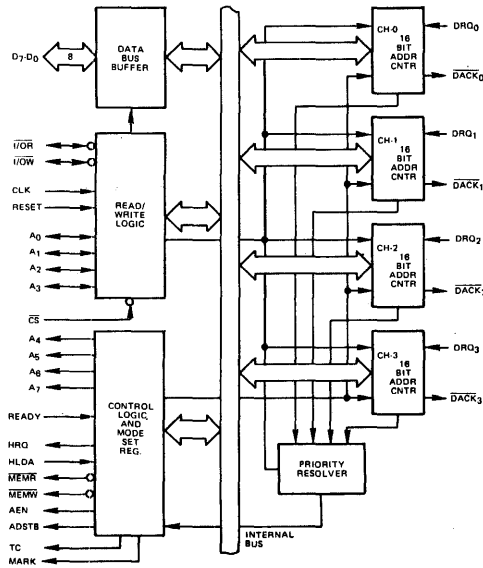 D₇-D₀
8
DATA
BUS
BUFFER
I/OR
I/OW
CLK
RESET
A₀
A₁
A₂
A₃
READ/
WRITE
LOGIC
CS
A₄
A₅
A₆
A₇
READY
HRQ
HLDA
MEMR
MEMW
AEN
ADSTB
TC
MARK
CONTROL
LOGIC,
AND
MODE
SET
REG.
INTERNAL
BUS
CH-0
16
BIT
ADDR
CNTR
DRQ₀
DACK₀
CH-1
16
BIT
ADDR
CNTR
DRQ₁
DACK₁
CH-2
16
BIT
ADDR
CNTR
DRQ₂
DACK
CH-3
16
BIT
ADDR
CNTR
DRQ₃
DACK₃
PRIORITY
RESOLVER